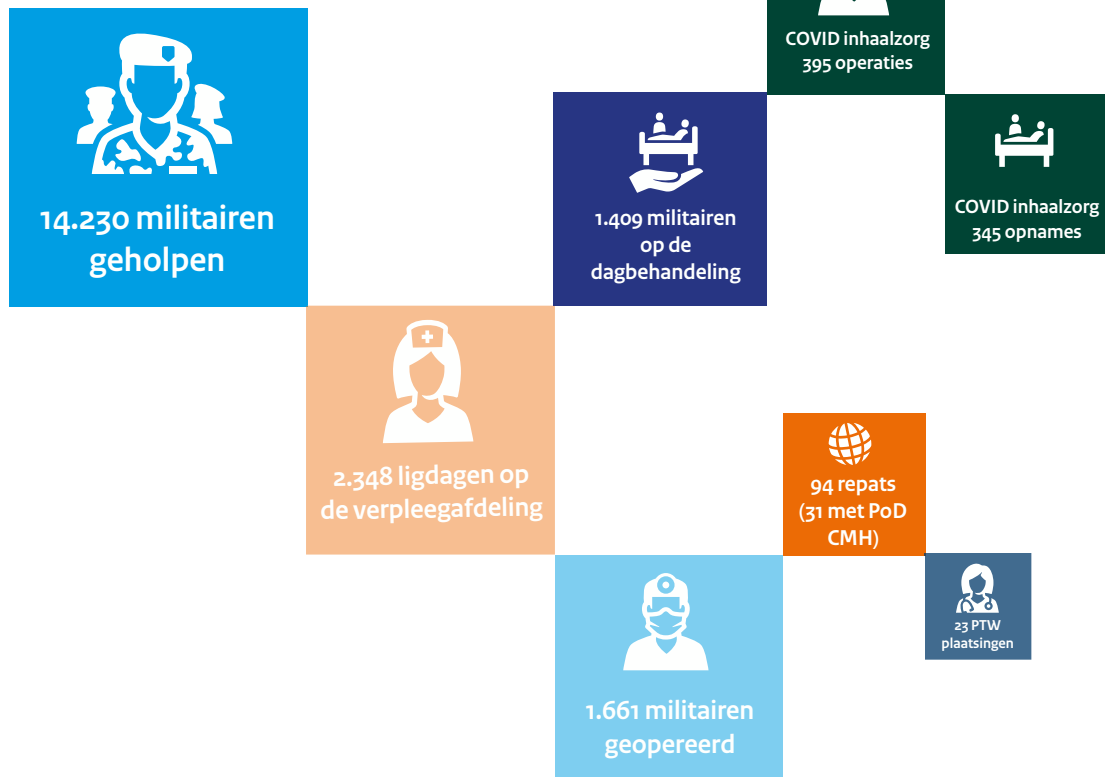 COVID inhaalzorg
395 operaties
14.230 militairen
geholpen
1.409 militairen
op de
dagbehandeling
COVID inhaalzorg
345 opnames
2.348 ligdagen op
de verpleegafdeling
94 repats
(31 met PoD
CMH)
23 PTW
plaatsingen
1.661 militairen
geopereerd